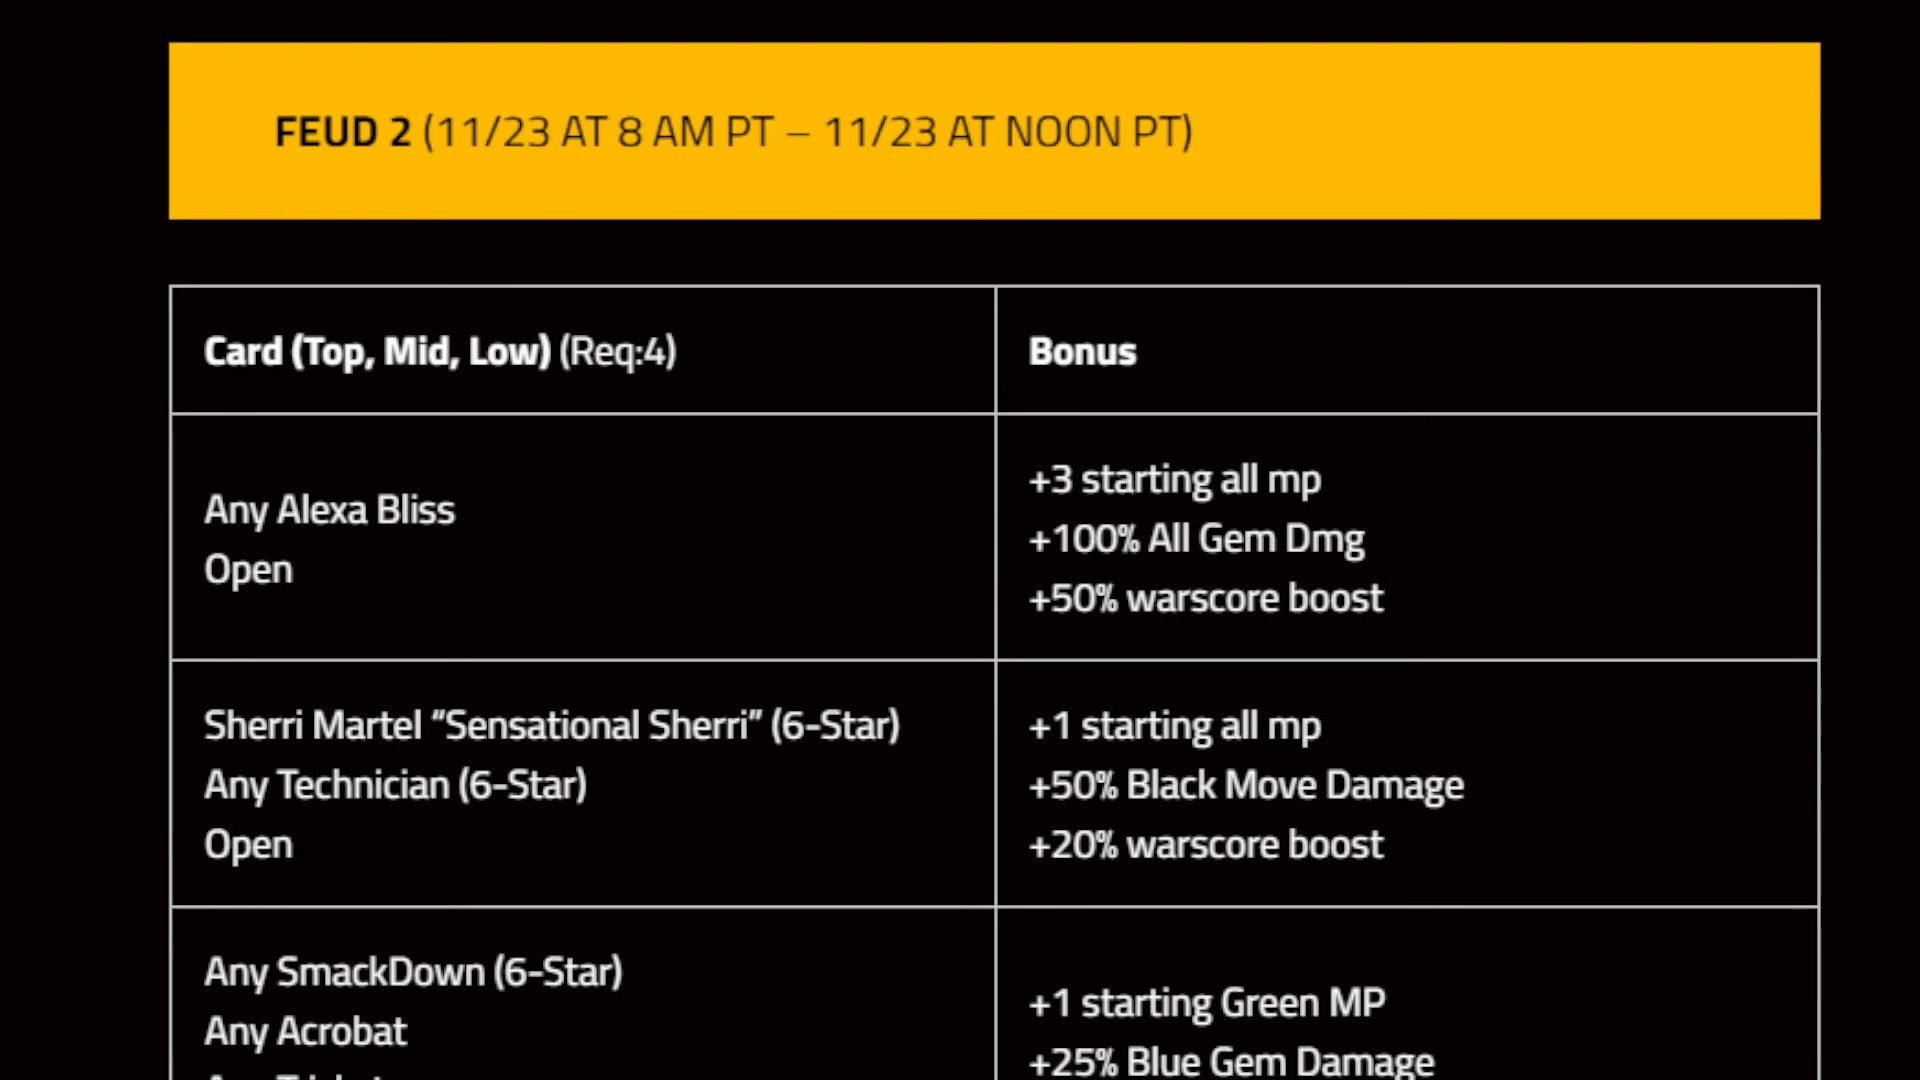 FEUD 2 (11/23 AT 8 AM PT – 11/23 AT NOON PT)
Card (Top, Mid, Low) (Req:4)
Bonus
Any Alexa Bliss
Open
+3 starting all mp
+100% All Gem Dmg
+50% warscore boost
Sherri Martel “Sensational Sherri” (6-Star)
Any Technician (6-Star)
Open
+1 starting all mp
+50% Black Move Damage
+20% warscore boost
Any SmackDown (6-Star)
Any Acrobat
+1 starting Green MP
+25% Blue Gem Damage